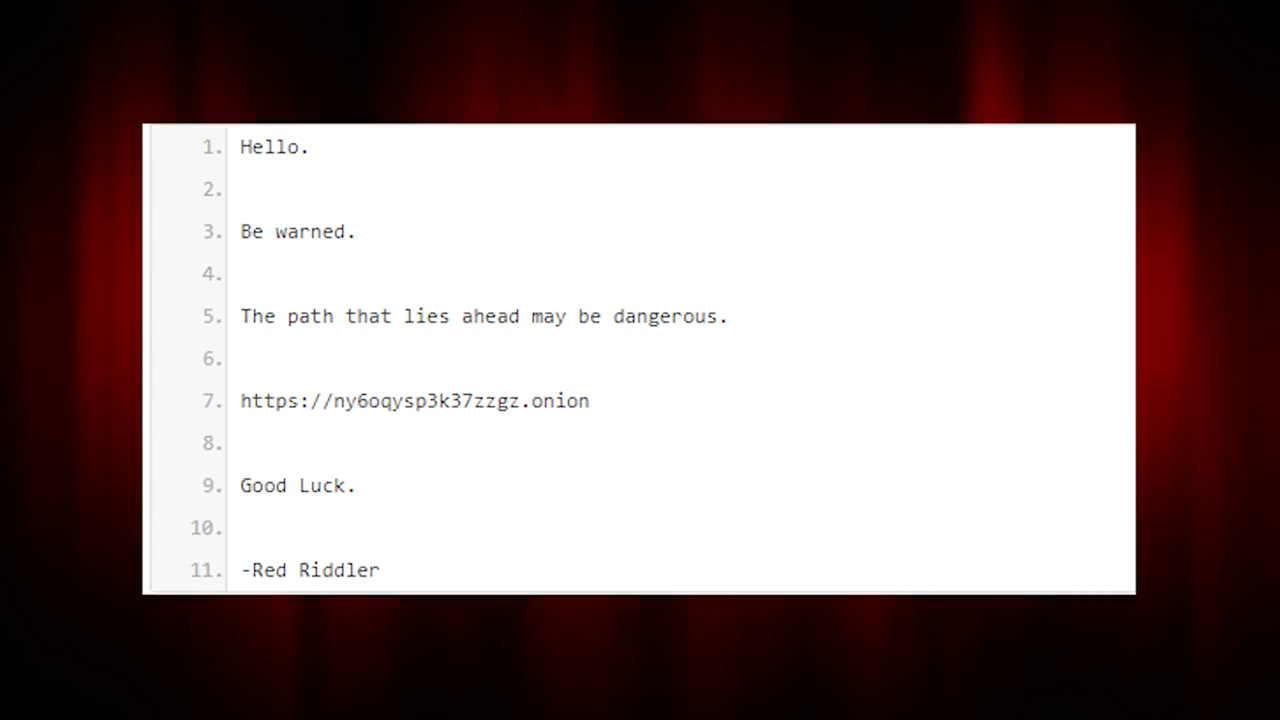 1. Hello.
2.
3. Be warned.
4.
5. The path that lies ahead may be dangerous.
6.
7. https://ny6oqysp3k37zzgz.onion
8.
9. Good Luck.
10.
11. -Red Riddler